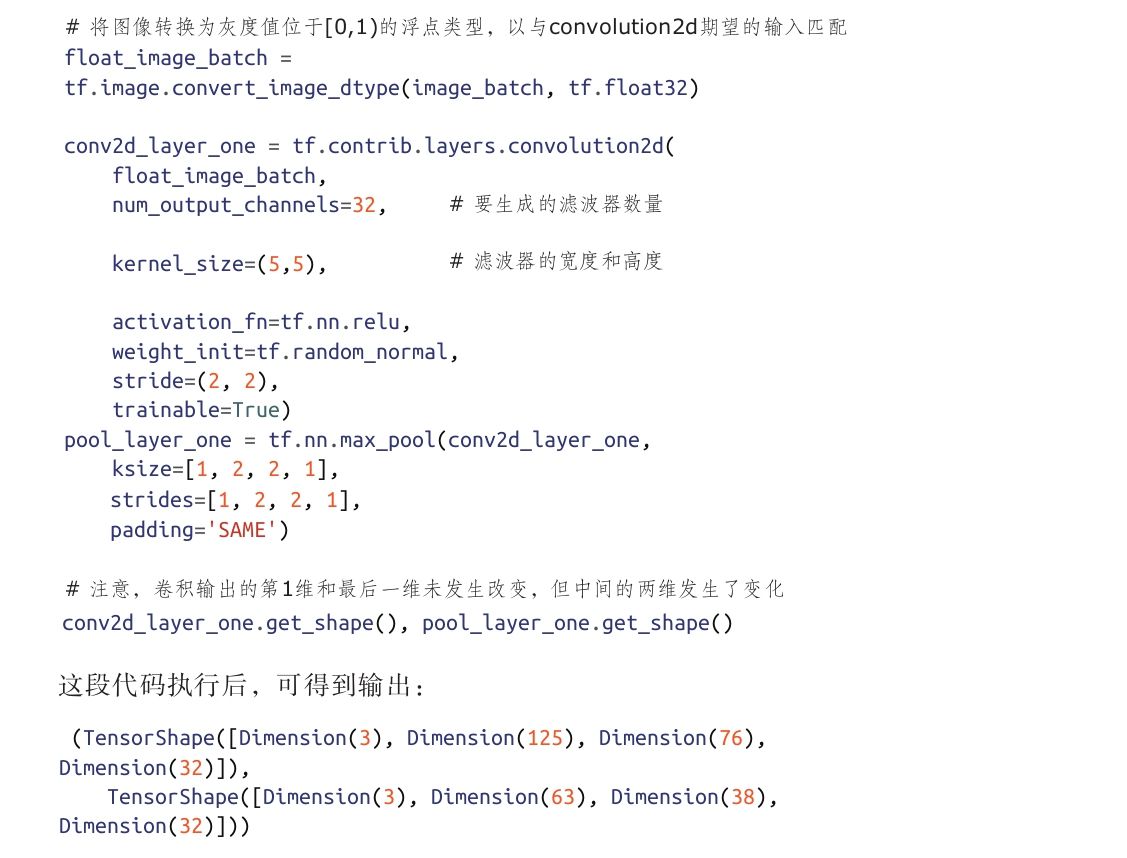 # 将图像转换为灰度值位于[0,1)的浮点类型，以与convolution2d期望的输入匹配
float_image_batch =
tf.image.convert_image_dtype(image_batch, tf.float32)
conv2d_layer_one = tf.contrib.layers.convolution2d(
float_image_batch,
num_output_channels=32, # 要生成的滤波器数量
kernel_size=(5,5), # 滤波器的宽度和高度
activation_fn=tf.nn.relu,
weight_init=tf.random_normal,
stride=(2, 2),
trainable=True)
pool_layer_one = tf.nn.max_pool(conv2d_layer_one,
ksize=[1, 2, 2, 1],
strides=[1, 2, 2, 1],
padding='SAME')
# 注意，卷积输出的第1维和最后一维未发生改变，但中间的两维发生了变化
conv2d_layer_one.get_shape(), pool_layer_one.get_shape()
这段代码执行后，可得到输出：
(TensorShape([Dimension(3), Dimension(125), Dimension(76),
Dimension(32)]),
TensorShape([Dimension(3), Dimension(63), Dimension(38),
Dimension(32)]))